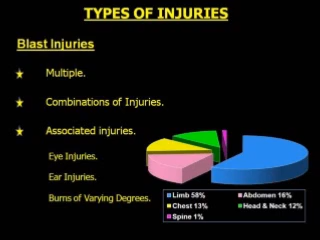 TYPES OF INJURIES
Blast Injuries
Multiple.
Combinations of Injuries.
Associated injuries.
Eye Injuries.
Ear Injuries.
Burns of Varying Degrees.
Limb 58%
Abdomen 16%
Chest 13%
Head & Neck 12%
Spine 1%